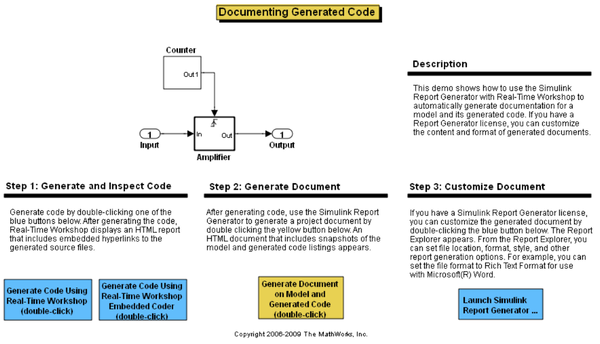 Documenting Generated Code
Counter
Out1
1
Input
In
Out
Amplifier
1
Output
Description
This demo shows how to use the Simulink
Report Generator with Real-Time Workshop to
automatically generate documentation for a
model and its generated code. If you have a
Report Generator license, you can customize
the content and format of generated documents.
Step 1: Generate and Inspect Code
Generate code by double-clicking one of the
blue buttons below. After generating the code,
Real-Time Workshop displays an HTML report
that includes embedded hyperlinks to the
generated source files.
Generate Code Using
Real-Time Workshop
(double-click)
Generate Code Using
Real-Time Workshop
Embedded Coder
(double-click)
Step 2: Generate Document
After generating code, use the Simulink Report
Generator to generate a project document by
double clicking the yellow button below. An
HTML document that includes snapshots of the
model and generated code listings appears.
Generate Document
on Model and
Generated Code
(double-click)
Step 3: Customize Document
If you have a Simulink Report Generator license,
you can customize the generated document by
double-clicking the blue button below. The Report
Explorer appears. From the Report Explorer, you
can set file location, format, style, and other
report generation options. For example, you can
set the file format to Rich Text Format for use
with Microsoft(R) Word.
Launch Simulink
Report Generator ...
Copyright 2006-2009 The MathWorks, Inc.